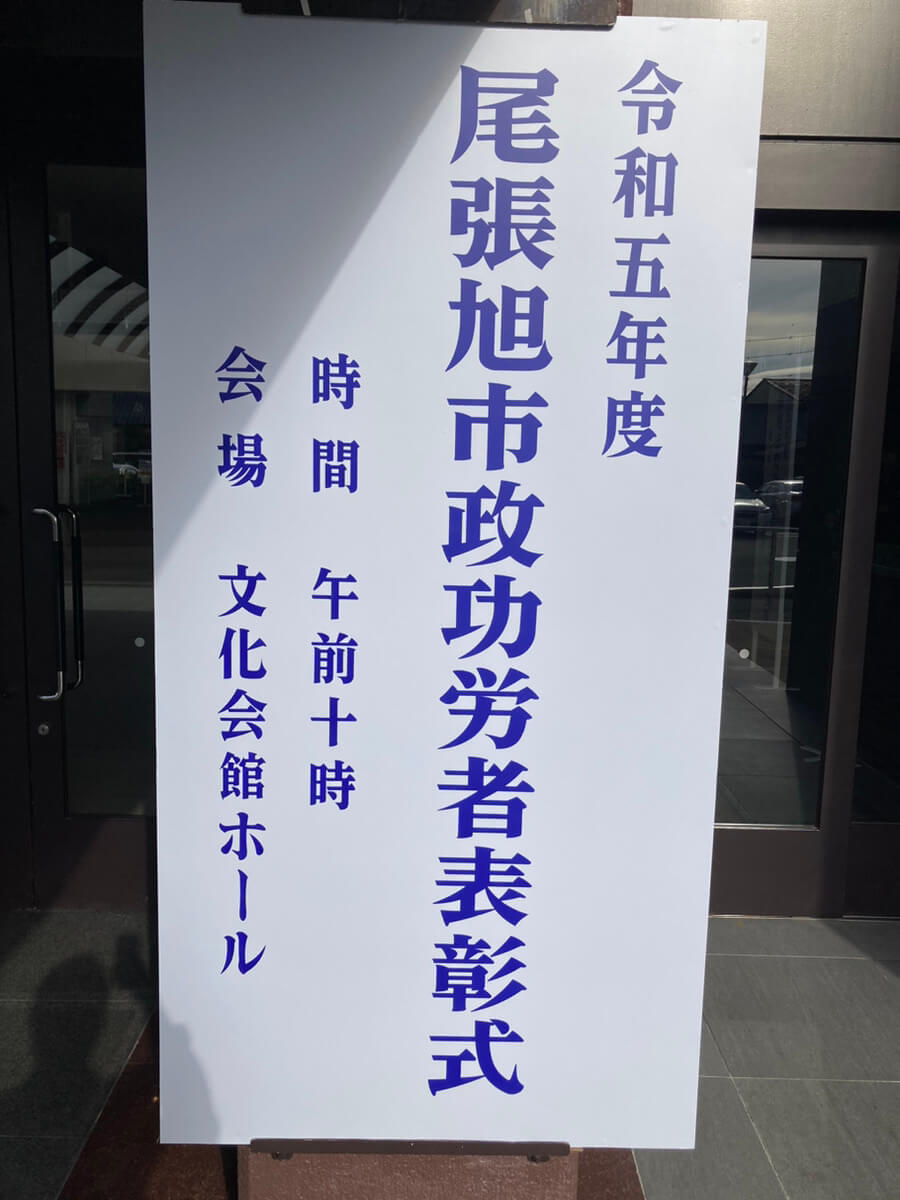 令和五年度
尾張旭市政功労者表彰式
時間 午前十時
会場 文化会館ホール